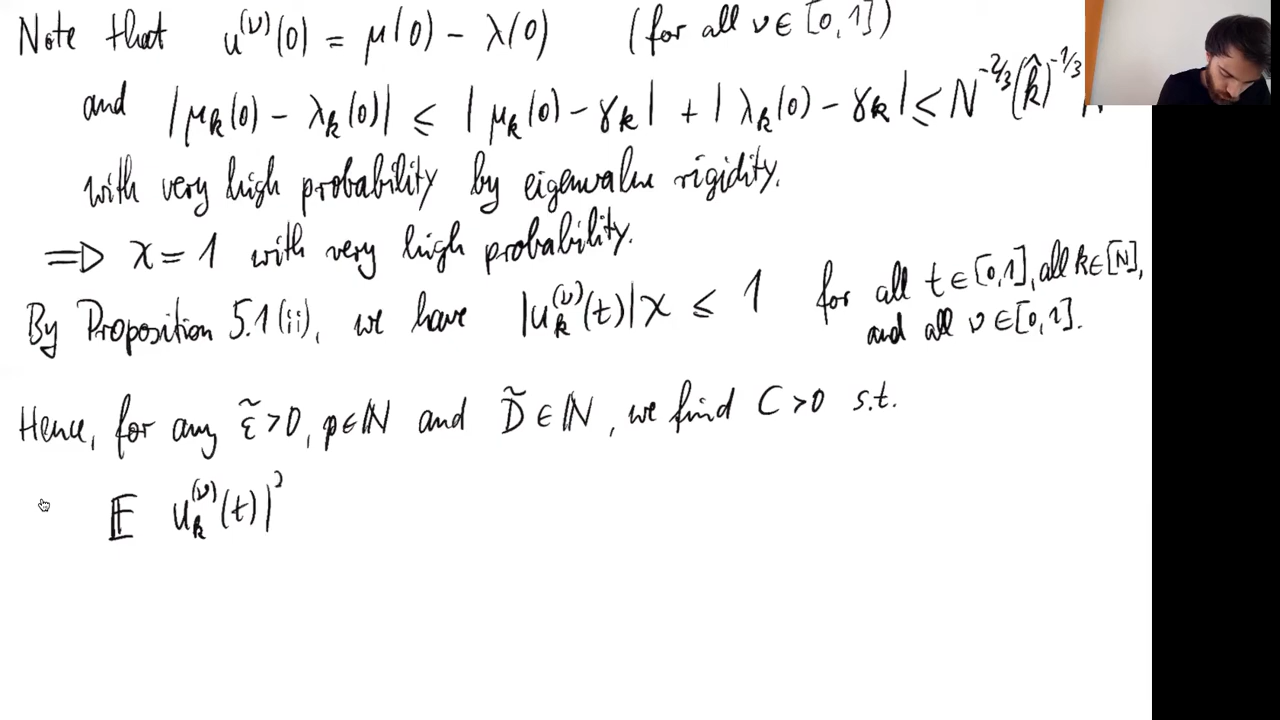 Note that u^(ν)(0) = μ(0) - λ(0) (for all ν ∈ [0,1])
and |μ_k(0) - λ_k(0)| ≤ |μ_k(0) - γ_k| + |λ_k(0) - γ_k| ≤ N^{-2/3} (k̂)^{-1/3}
with very high probability by eigenvalue rigidity.
⟹ χ = 1 with very high probability.
By Proposition 5.1(ii), we have |u_k^(ν)(t)| χ ≤ 1 for all t ∈ [0,1], all k ∈ [N],
and all ν ∈ [0,1].
Hence, for any ε̃ > 0, p ∈ ℕ and D̃ ∈ ℕ, we find C > 0 s.t.
𝔼 u_k^(ν)(t)|^2